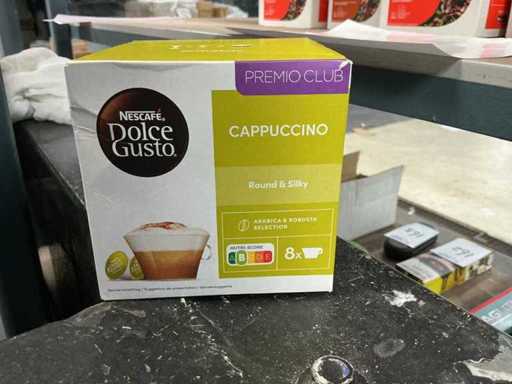 PREMIO CLUB
NESCAFÉ®
Dolce
Gusto®
CAPPUCCINO
Round & Silky
ARABICA & ROBUSTA
SELECTION
NUTRI-SCORE
A B C D E
8x